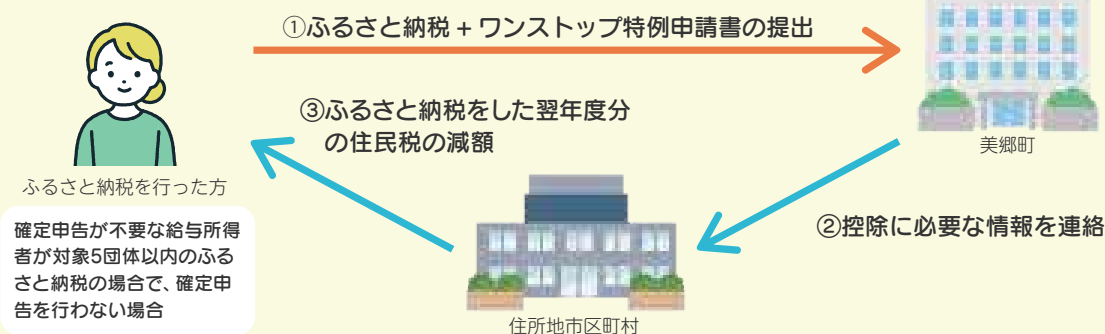 ①ふるさと納税 + ワンストップ特例申請書の提出
③ふるさと納税をした翌年度分
の住民税の減額
美郷町
ふるさと納税を行った方
確定申告が不要な給与所得
者が対象5団体以内のふる
さと納税の場合で、確定申
告を行わない場合
②控除に必要な情報を連絡
住所地市区町村